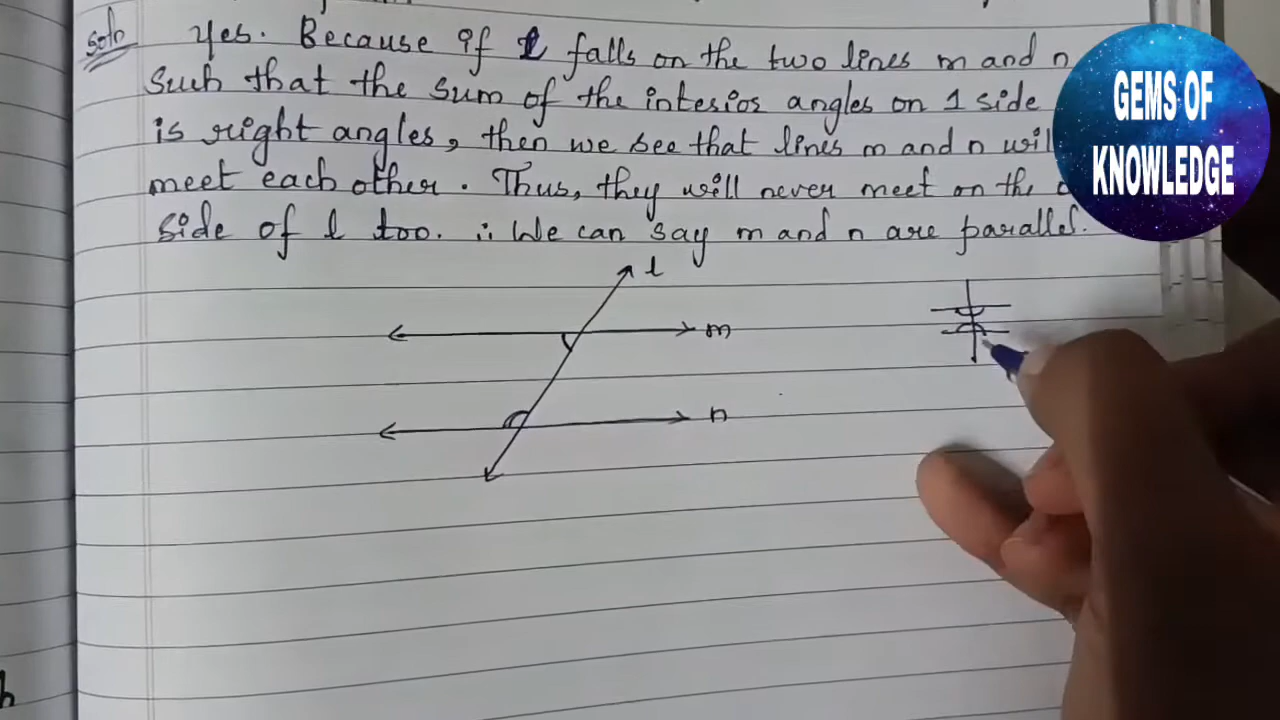 Soln Yes. Because if l falls on the two lines m and n
Such that the sum of the interior angles on 1 side
is right angles, then we see that lines m and n
meet each other. Thus, they will never meet on the
side of l too. ∴ We can say m and n are parallel.
l
m
n
GEMS OF
KNOWLEDGE